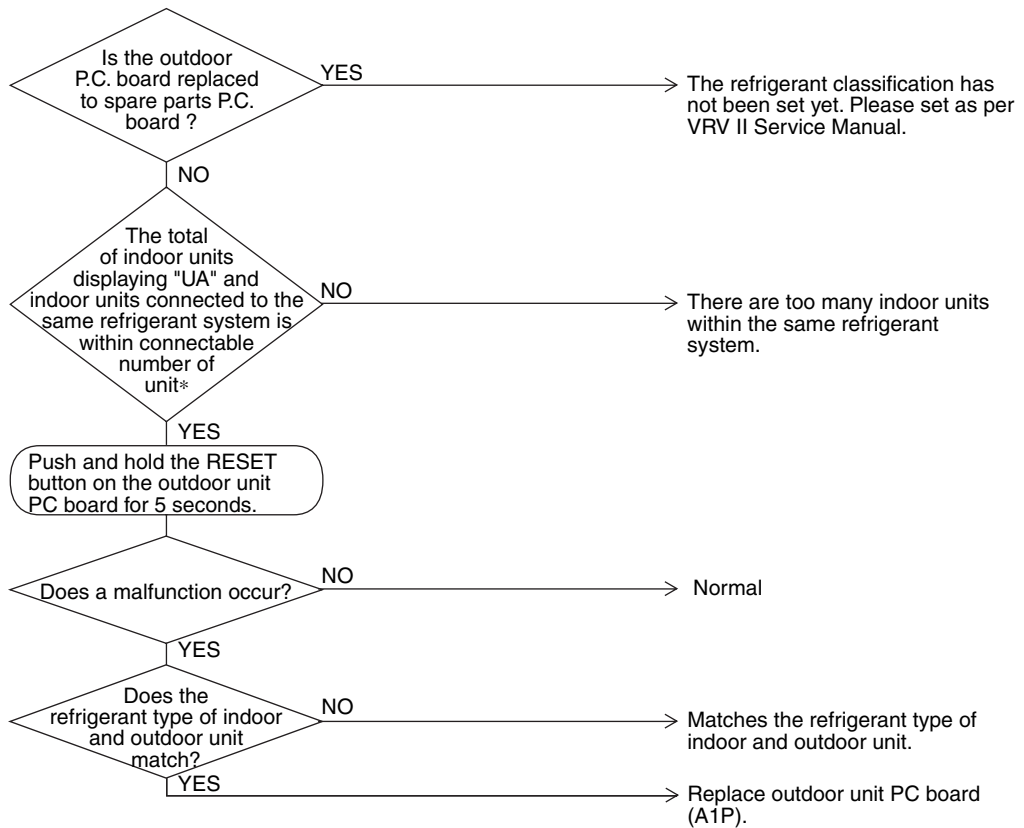 Is the outdoor
P.C. board replaced
to spare parts P.C.
board ?
YES
The refrigerant classification has
not been set yet. Please set as per
VRV II Service Manual.
NO
The total
of indoor units
displaying "UA" and
indoor units connected to the
same refrigerant system is
within connectable
number of
unit*
NO
There are too many indoor units
within the same refrigerant
system.
YES
Push and hold the RESET
button on the outdoor unit
PC board for 5 seconds.
Does a malfunction occur?
NO
Normal
YES
Does the
refrigerant type of indoor
and outdoor unit
match?
NO
Matches the refrigerant type of
indoor and outdoor unit.
YES
Replace outdoor unit PC board
(A1P).